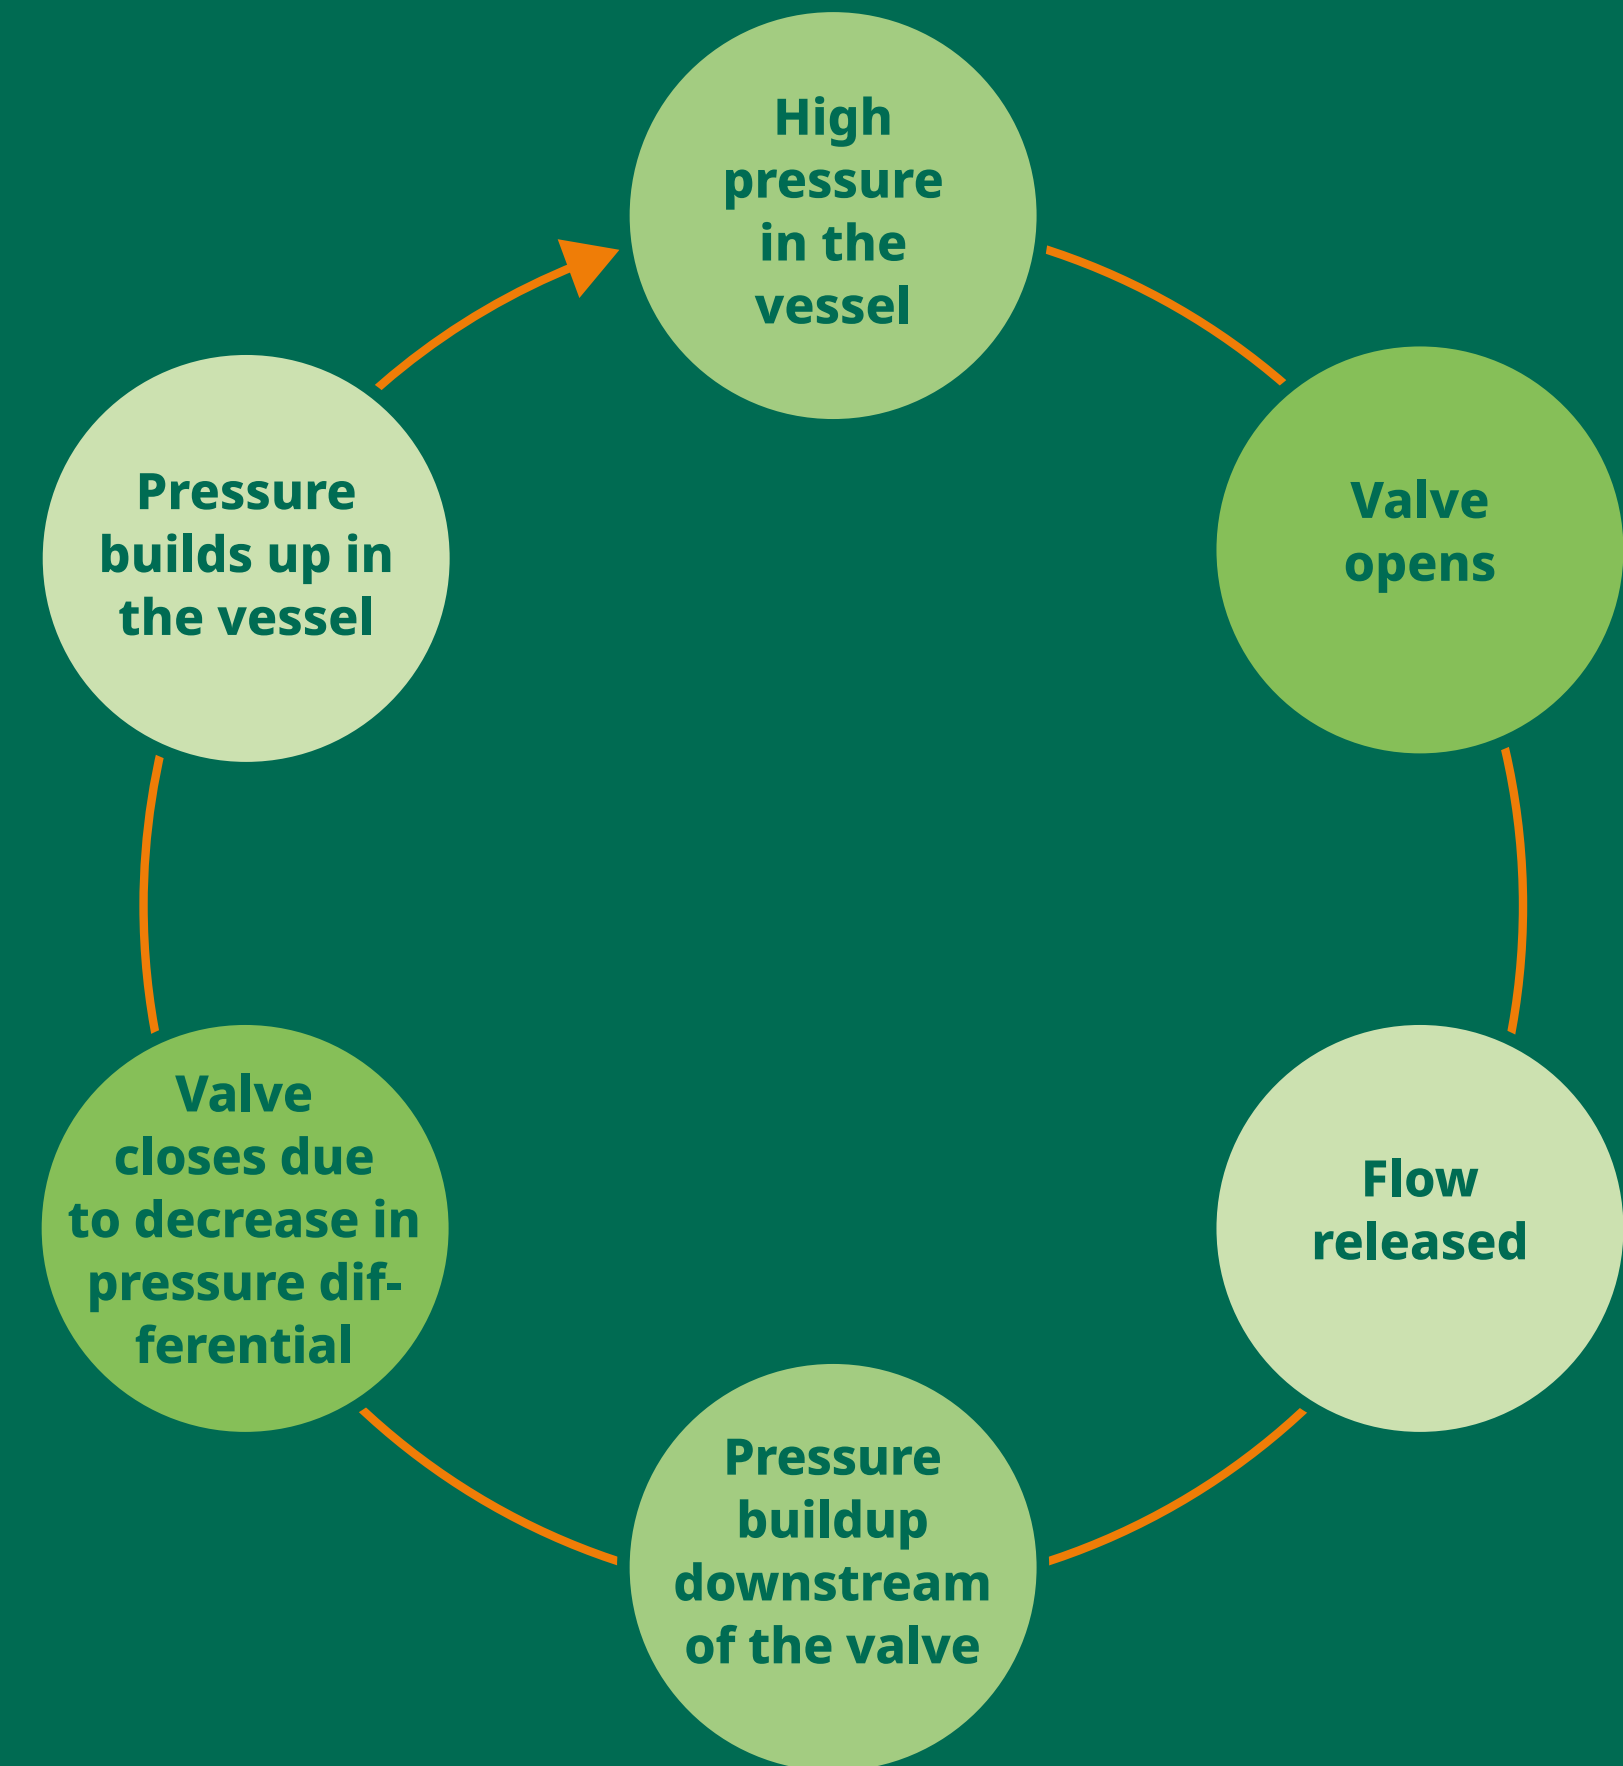 High
pressure
in the
vessel
Valve
opens
Flow
released
Pressure
buildup
downstream
of the valve
Valve
closes due
to decrease in
pressure dif-
ferential
Pressure
builds up in
the vessel